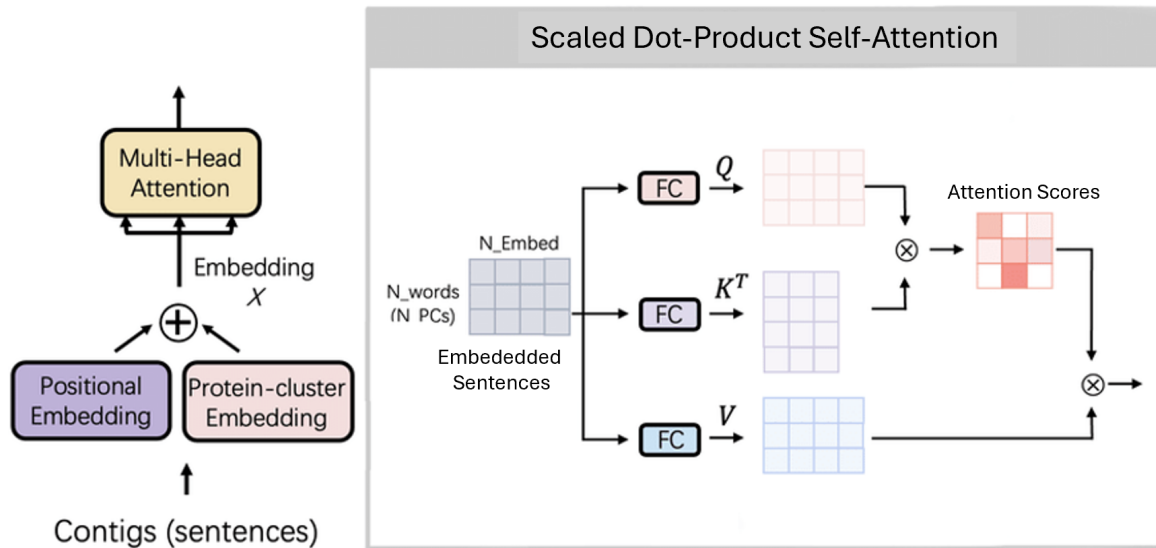 Scaled Dot-Product Self-Attention
Multi-Head
Attention
Embedding
X
Positional
Embedding
Protein-cluster
Embedding
Contigs (sentences)
N_Embed
N_words
(N PCs)
Embededded
Sentences
FC
Q
FC
K^T
FC
V
Attention Scores